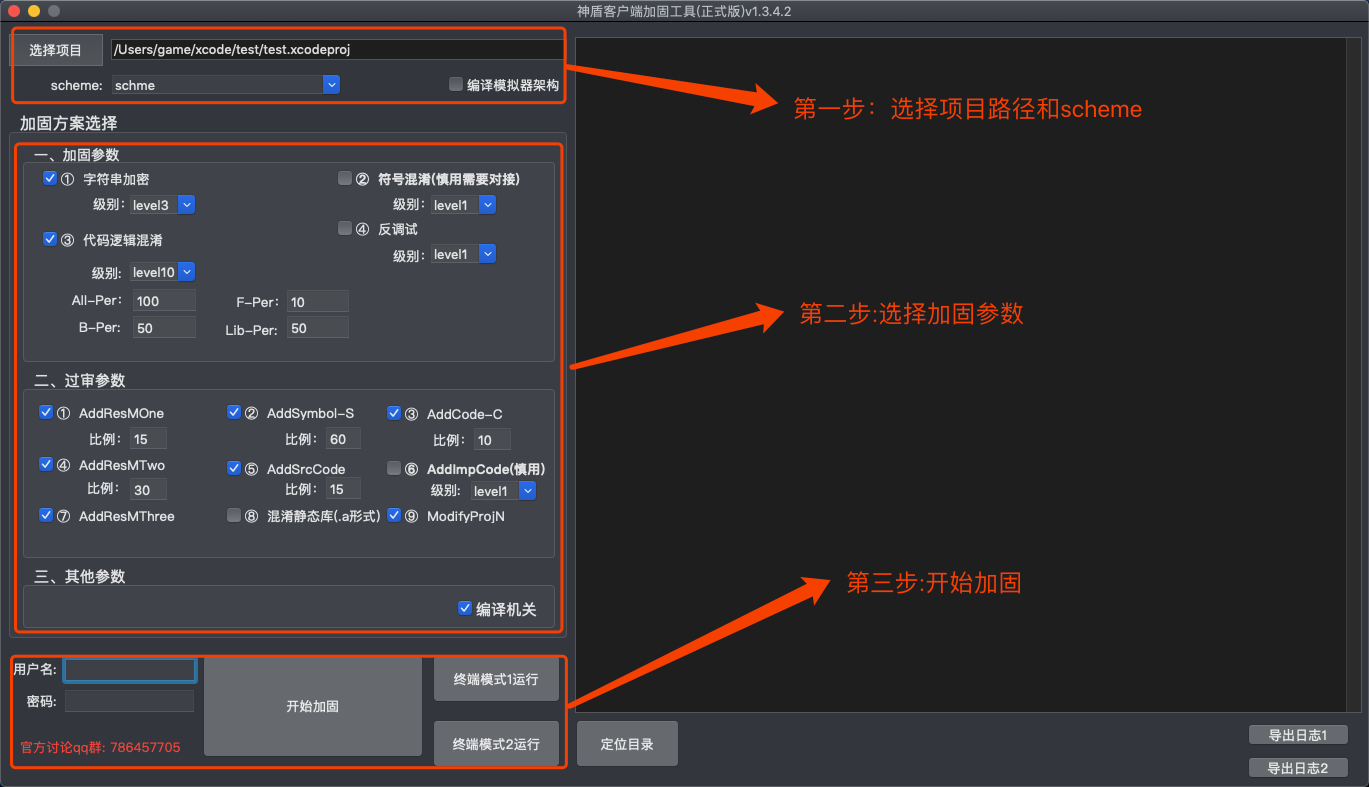 神盾客户端加固工具(正式版)v1.3.4.2
选择项目 /Users/game/xcode/test/test.xcodeproj
scheme: schme 编译模拟器架构
第一步：选择项目路径和scheme
加固方案选择
一、加固参数
① 字符串加密 ② 符号混淆(慎用需要对接)
级别: level3 级别: level1
③ 代码逻辑混淆 ④ 反调试
级别: level10 级别: level1
All-Per: 100 F-Per: 10
B-Per: 50 Lib-Per: 50
第二步:选择加固参数
二、过审参数
① AddResMOne ② AddSymbol-S ③ AddCode-C
比例: 15 比例: 60 比例: 10
④ AddResMTwo ⑤ AddSrcCode ⑥ AddImpCode(慎用)
比例: 30 比例: 15 级别: level1
⑦ AddResMThree ⑧ 混淆静态库(.a形式) ⑨ ModifyProjN
三、其他参数
编译机关
第三步:开始加固
用户名:
密码:
官方讨论qq群: 786457705
开始加固
终端模式1运行
终端模式2运行
定位目录
导出日志1
导出日志2